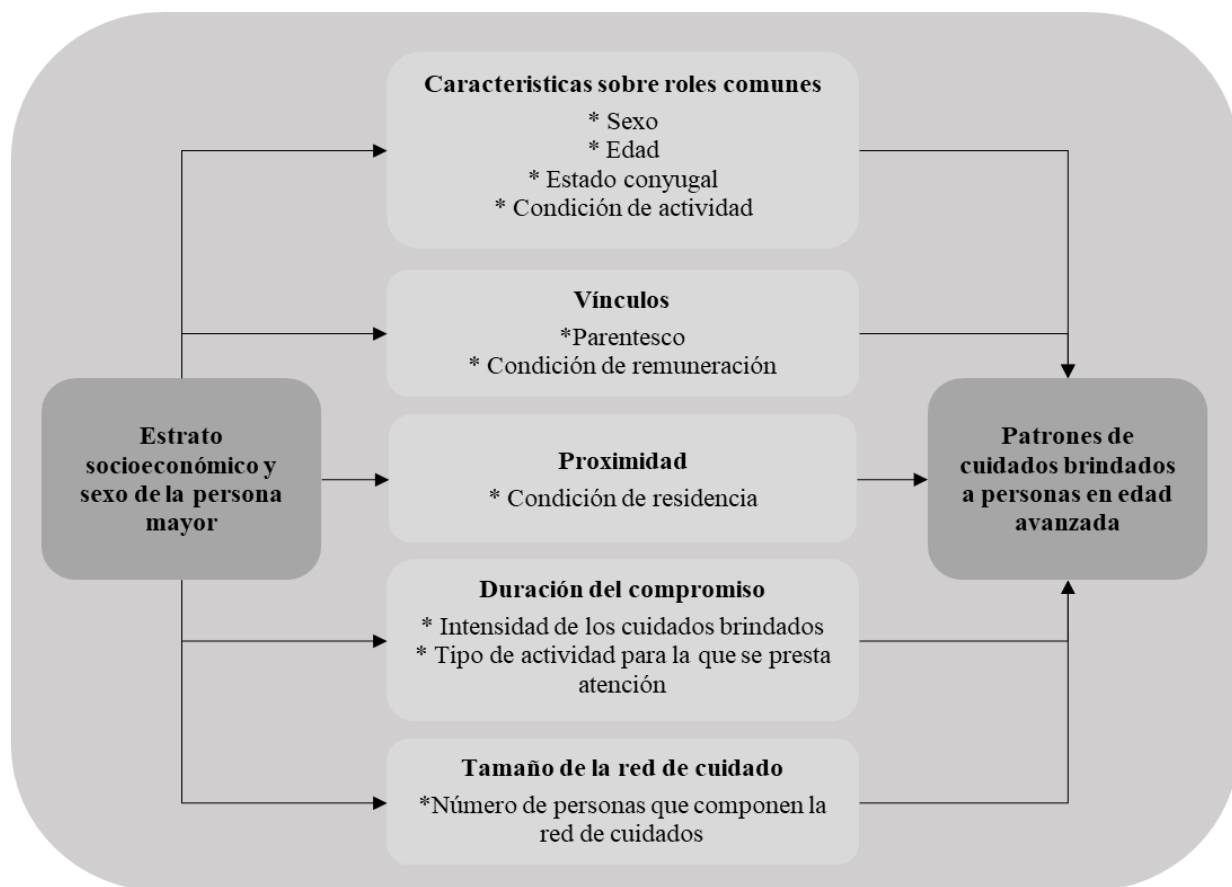 Caracteristicas sobre roles comunes
* Sexo
* Edad
* Estado conyugal
* Condición de actividad
Vínculos
*Parentesco
* Condición de remuneración
Estrato
socioeconómico y
sexo de la persona
mayor
Proximidad
* Condición de residencia
Patrones de
cuidados brindados
a personas en edad
avanzada
Duración del compromiso
* Intensidad de los cuidados brindados
* Tipo de actividad para la que se presta
atención
Tamaño de la red de cuidado
*Número de personas que componen la
red de cuidados